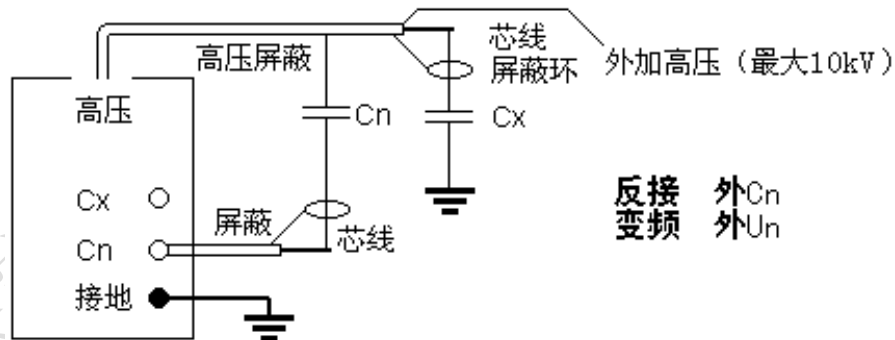 芯线
高压屏蔽
屏蔽环
外加高压（最大10kV）
高压
Cn
Cx
反接 外Cn
变频 外Un
Cx
屏蔽
Cn
芯线
接地